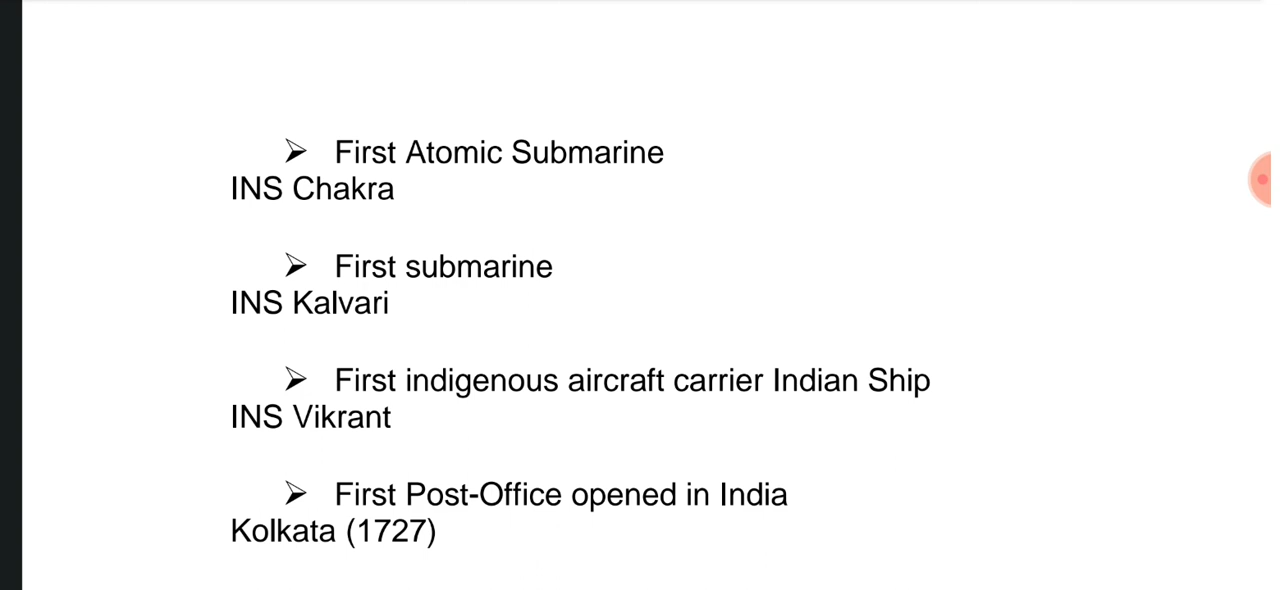 ➢ First Atomic Submarine
INS Chakra
➢ First submarine
INS Kalvari
➢ First indigenous aircraft carrier Indian Ship
INS Vikrant
➢ First Post-Office opened in India
Kolkata (1727)